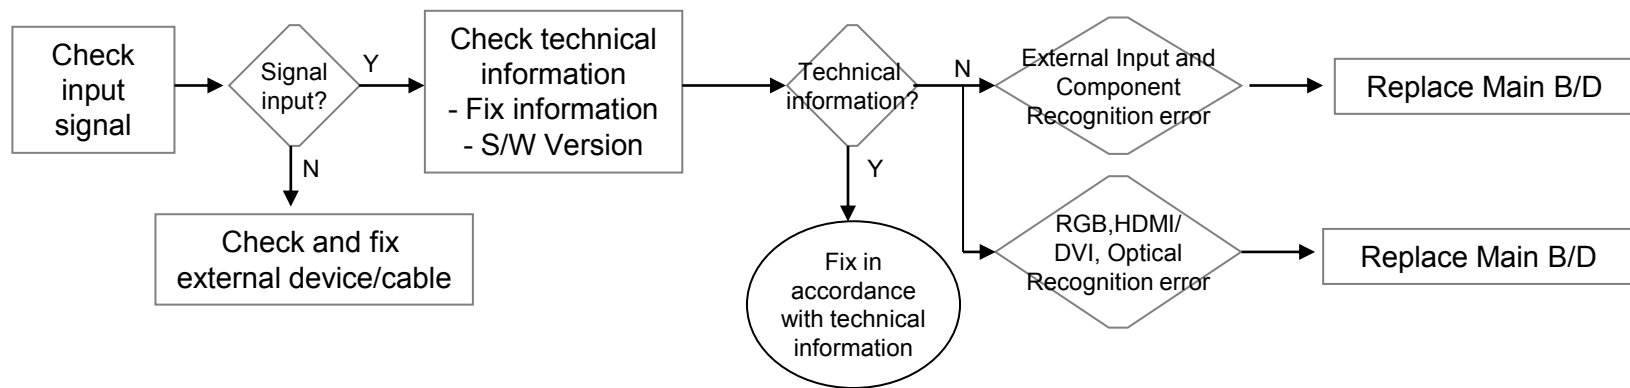 Check
input
signal
Signal
input?
Y
N
Check and fix
external device/cable
Check technical
information
- Fix information
- S/W Version
Technical
information?
N
Y
Fix in
accordance
with technical
information
External Input and
Component
Recognition error
Replace Main B/D
RGB,HDMI/
DVI, Optical
Recognition error
Replace Main B/D